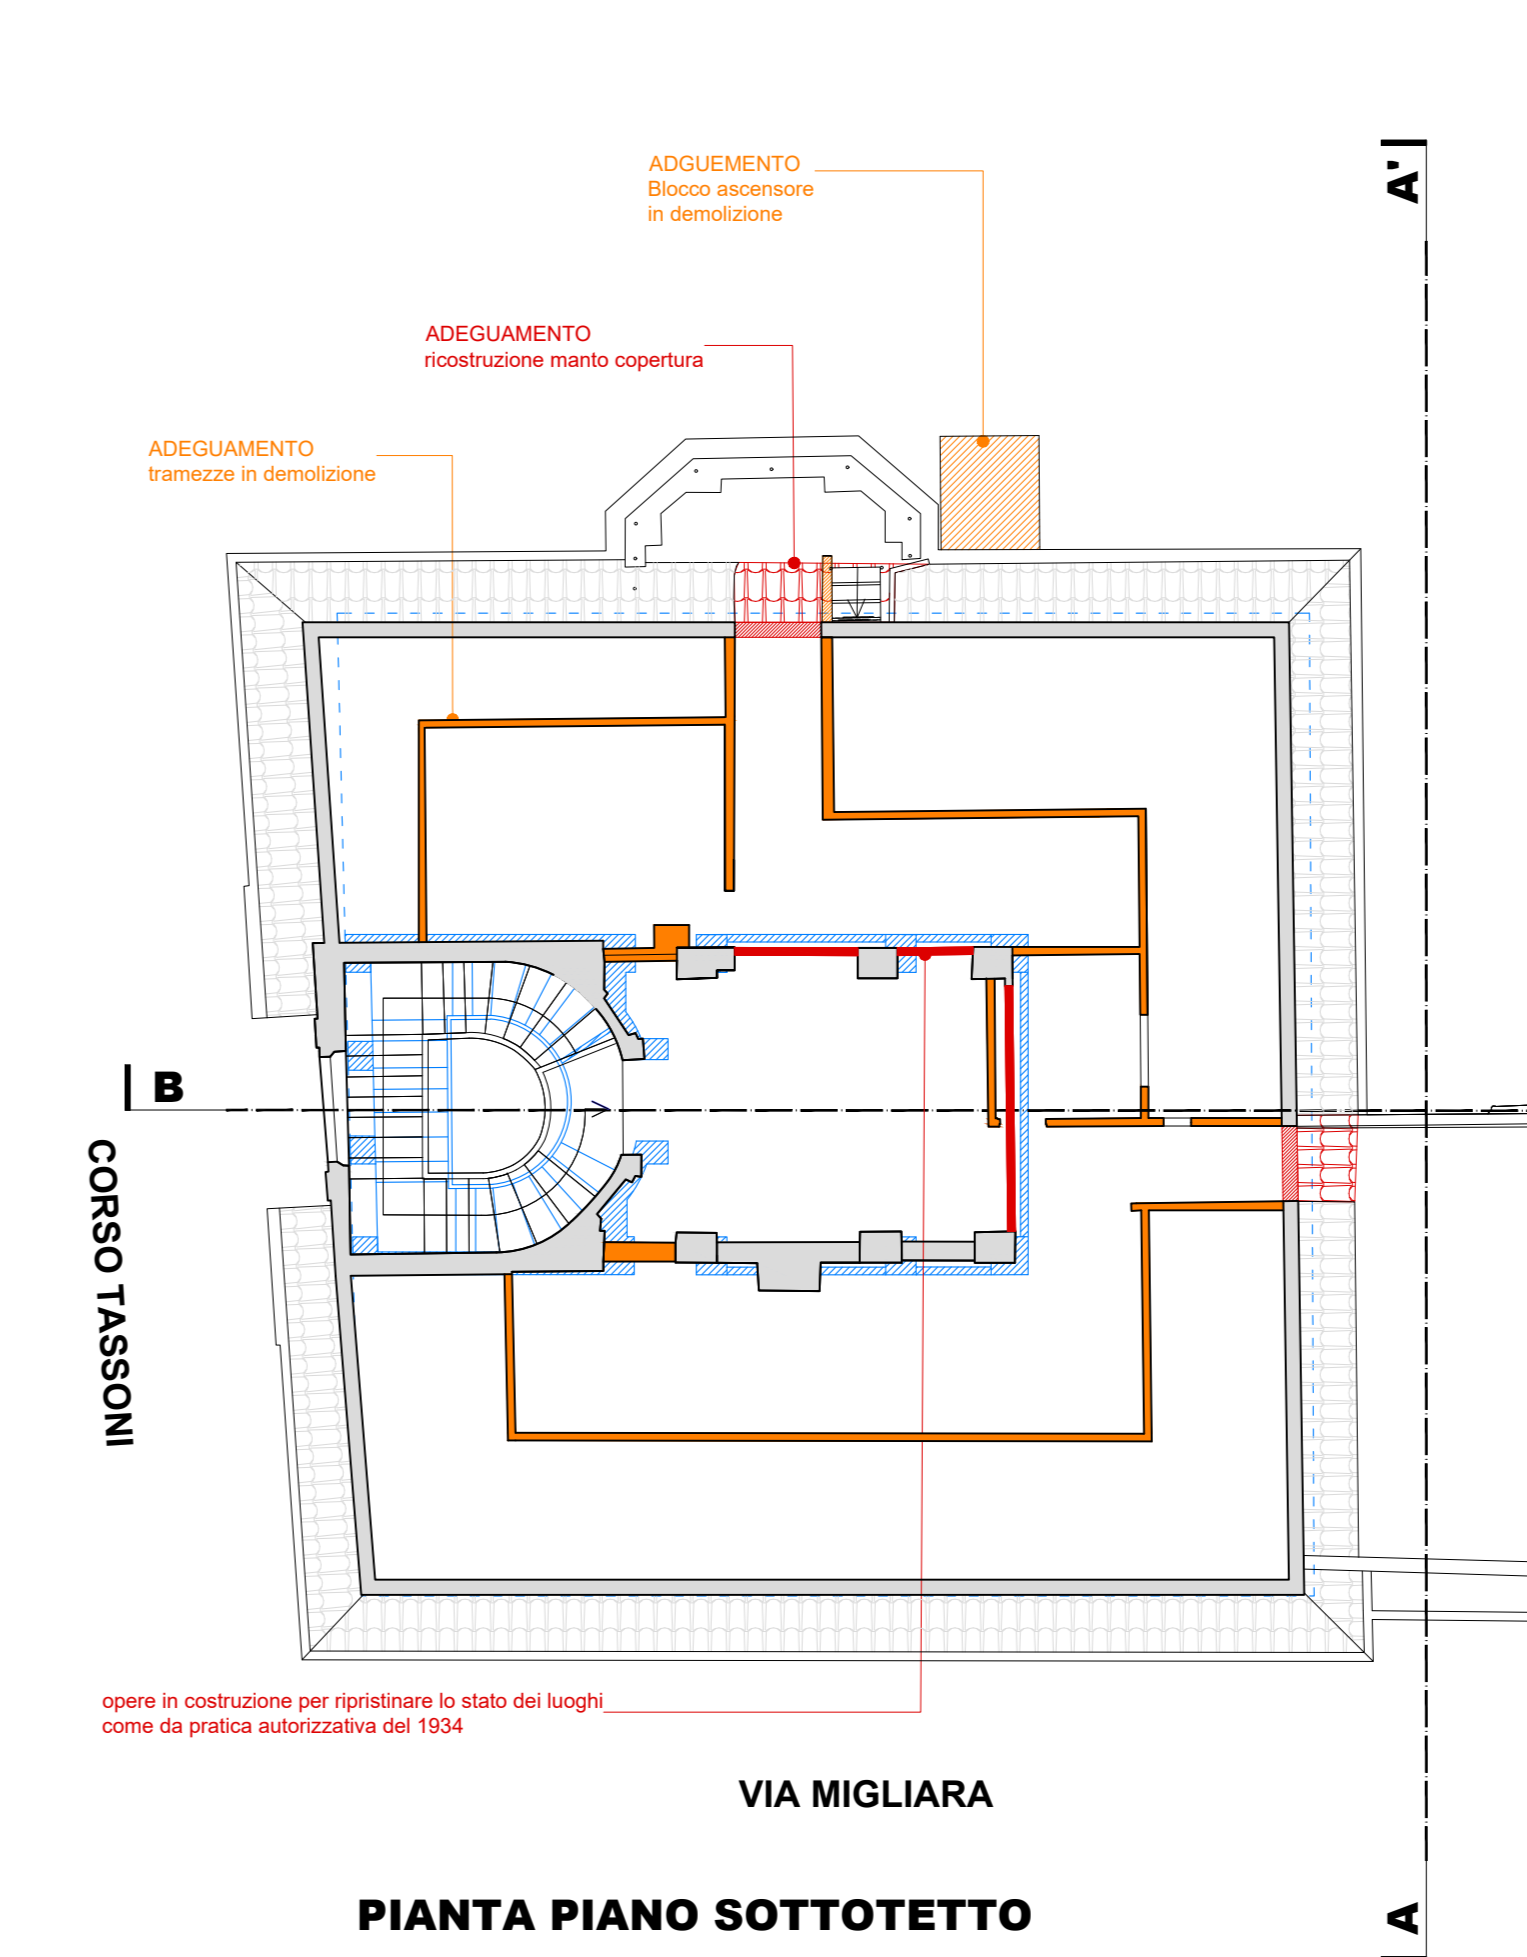 A'
ADGUEMENTO
Blocco ascensore
in demolizione
ADEGUAMENTO
ricostruzione manto copertura
ADEGUAMENTO
tramezze in demolizione
B
CORSO TASSONI
opere in costruzione per ripristinare lo stato dei luoghi
come da pratica autorizzativa del 1934
VIA MIGLIARA
PIANTA PIANO SOTTOTETTO
A